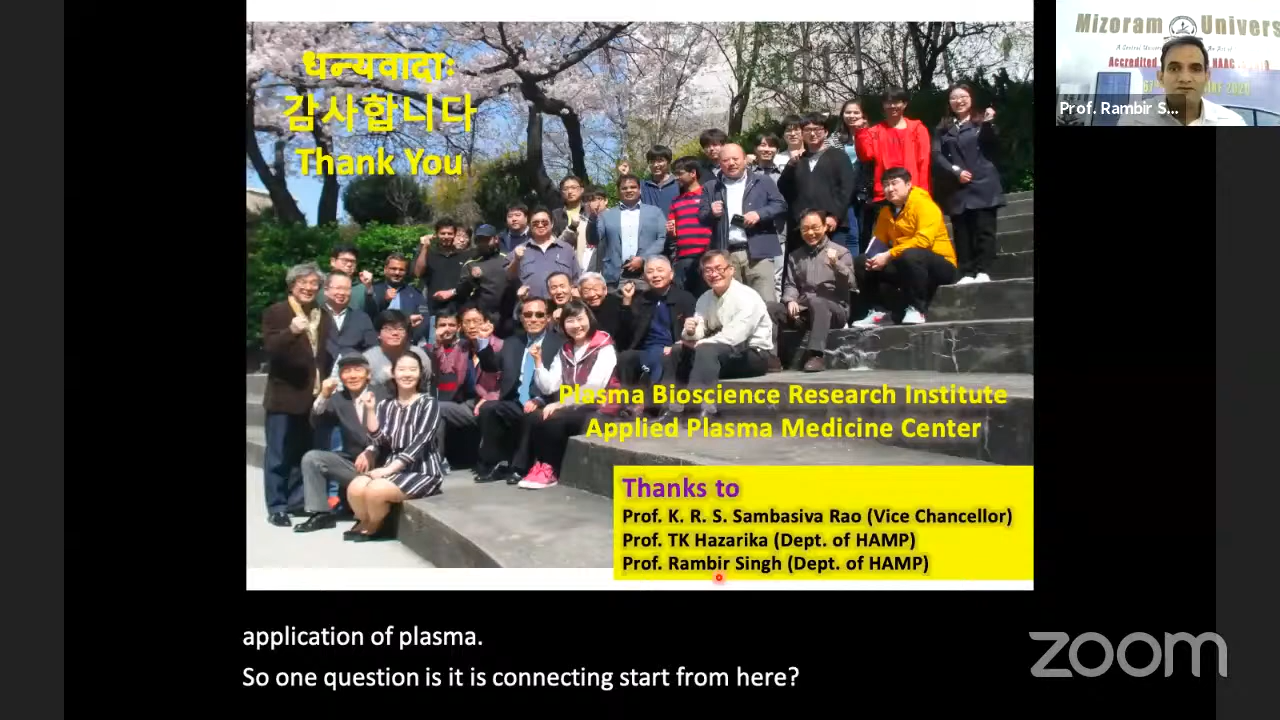 धन्यवादाः
감사합니다
Thank You
Plasma Bioscience Research Institute
Applied Plasma Medicine Center
Thanks to
Prof. K. R. S. Sambasiva Rao (Vice Chancellor)
Prof. TK Hazarika (Dept. of HAMP)
Prof. Rambir Singh (Dept. of HAMP)
Mizoram Univers
Accredited
NAAC
Prof. Rambir S...
application of plasma.
So one question is it is connecting start from here?
zoom